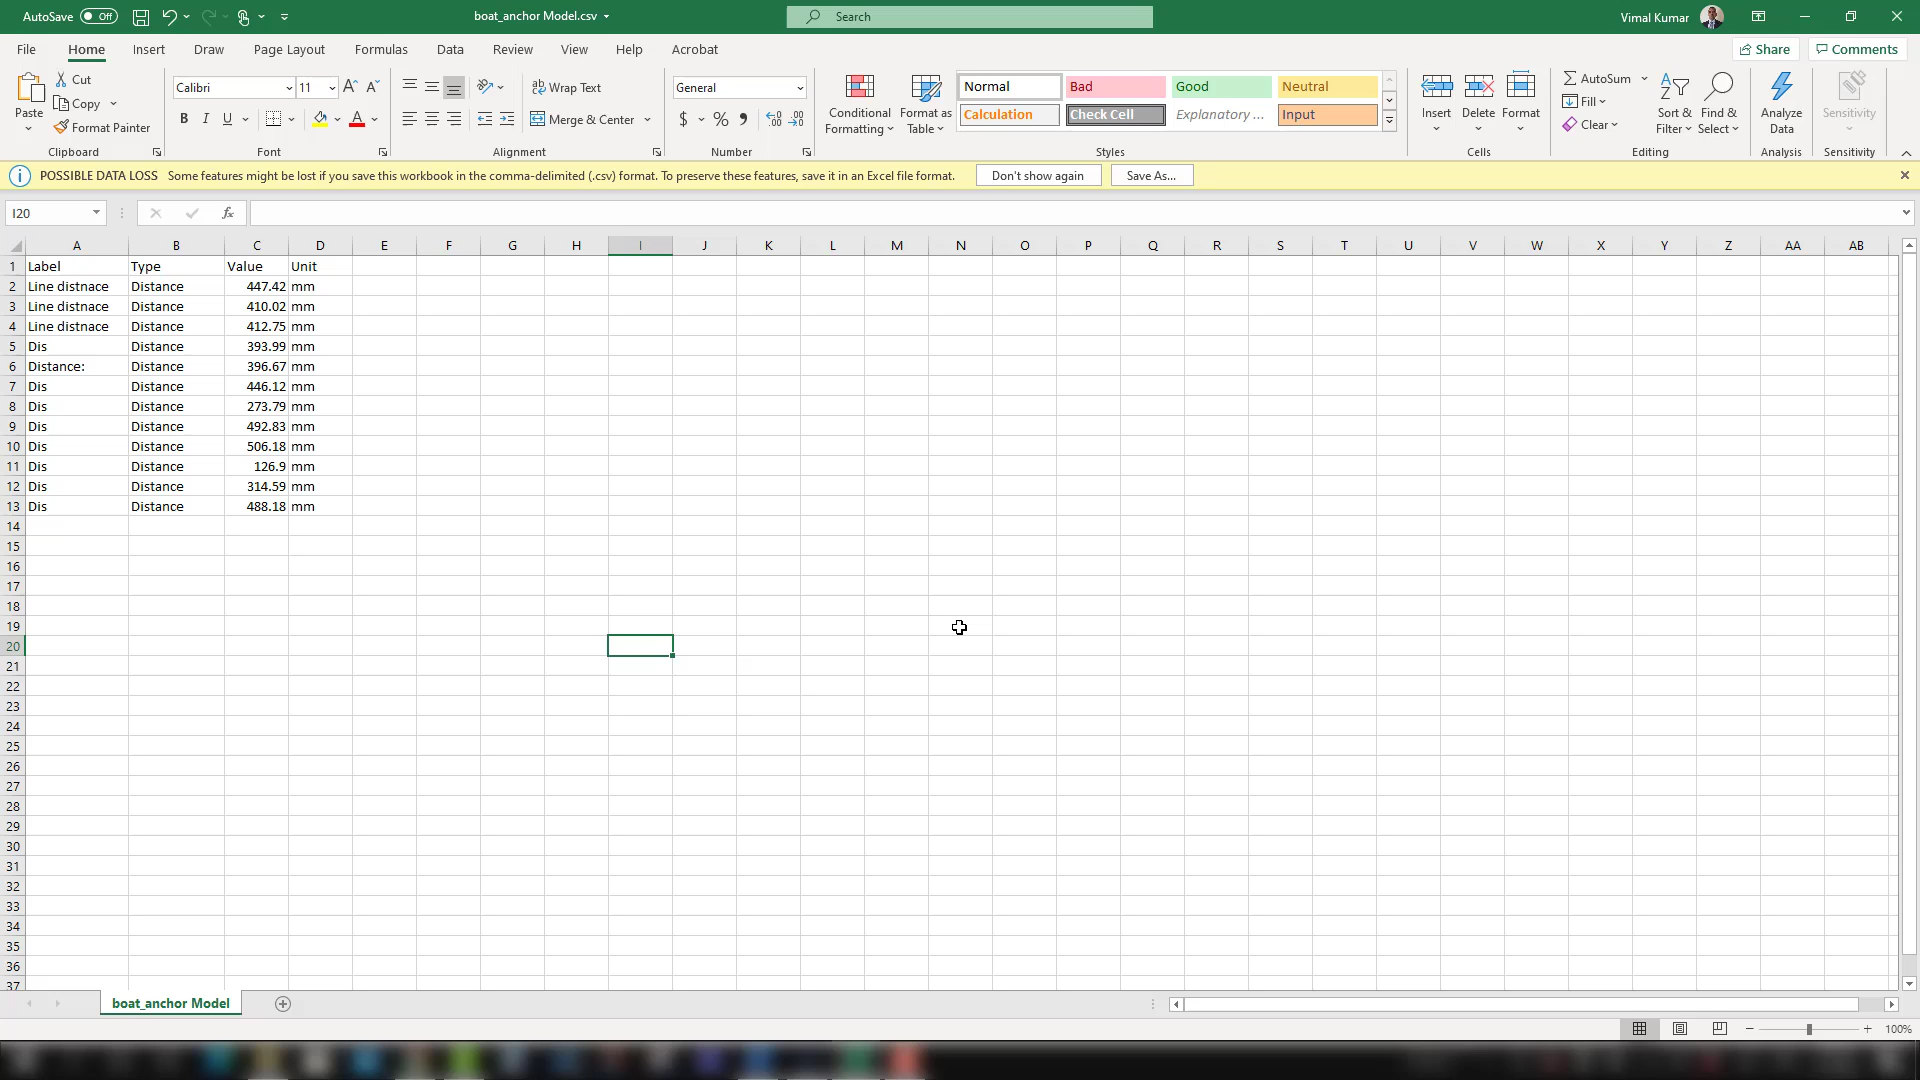 AutoSave Off boat_anchor Model.csv Search Vimal Kumar
File Home Insert Draw Page Layout Formulas Data Review View Help Acrobat Share Comments
Paste Cut Copy Format Painter Clipboard
Calibri 11 B I U A Font
Wrap Text Merge & Center Alignment
General $ % Number
Conditional Formatting Format as Table Normal Bad Good Neutral Calculation Check Cell Explanatory ... Input Styles
Insert Delete Format Cells
AutoSum Fill Clear Sort & Filter Find & Select Editing
Analyze Data Analysis
Sensitivity Sensitivity
POSSIBLE DATA LOSS Some features might be lost if you save this workbook in the comma-delimited (.csv) format. To preserve these features, save it in an Excel file format. Don't show again Save As...
I20 fx
A B C D E F G H I J K L M N O P Q R S T U V W X Y Z AA AB
1 Label Type Value Unit
2 Line distnace Distance 447.42 mm
3 Line distnace Distance 410.02 mm
4 Line distnace Distance 412.75 mm
5 Dis Distance 393.99 mm
6 Distance: Distance 396.67 mm
7 Dis Distance 446.12 mm
8 Dis Distance 273.79 mm
9 Dis Distance 492.83 mm
10 Dis Distance 506.18 mm
11 Dis Distance 126.9 mm
12 Dis Distance 314.59 mm
13 Dis Distance 488.18 mm
14
15
16
17
18
19
20
21
22
23
24
25
26
27
28
29
30
31
32
33
34
35
36
37
boat_anchor Model
100%